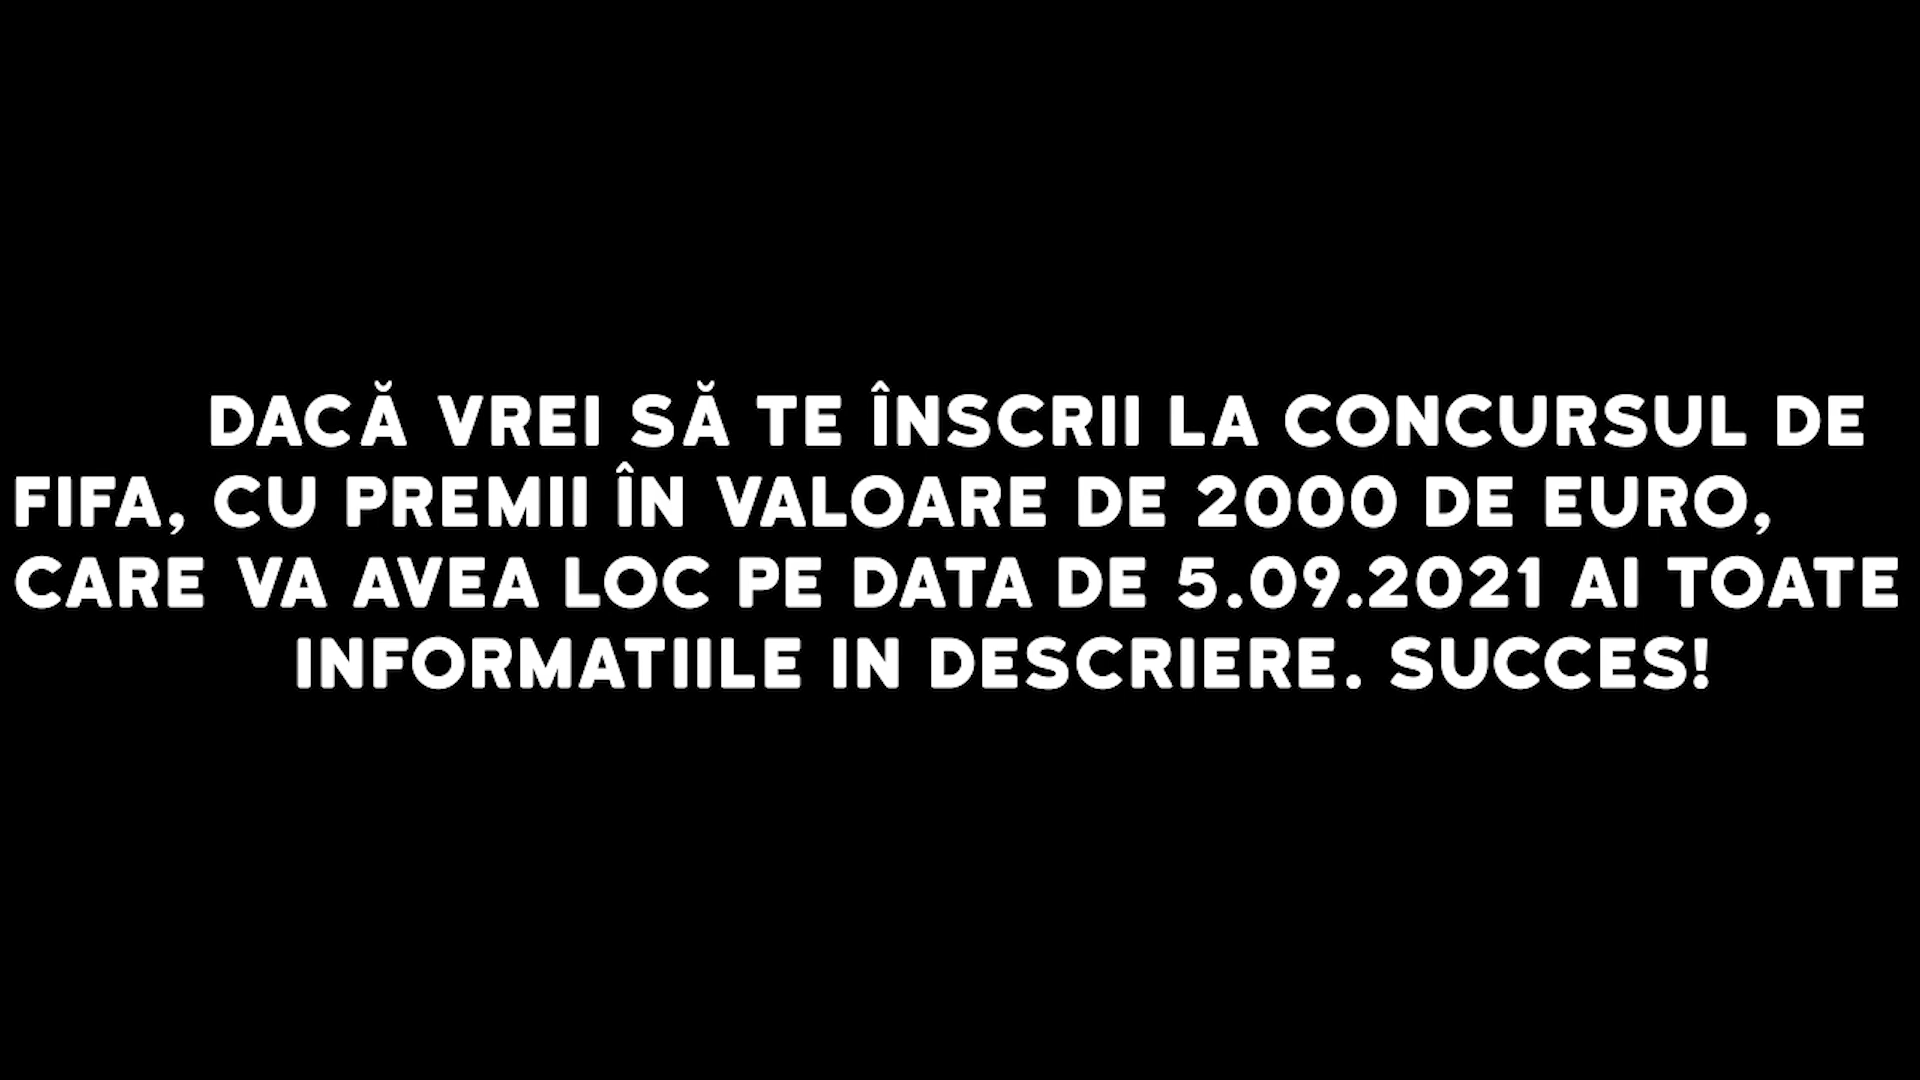 DACĂ VREI SĂ TE ÎNSCRII LA CONCURSUL DE
FIFA, CU PREMII ÎN VALOARE DE 2000 DE EURO,
CARE VA AVEA LOC PE DATA DE 5.09.2021 AI TOATE
INFORMATIILE IN DESCRIERE. SUCCES!